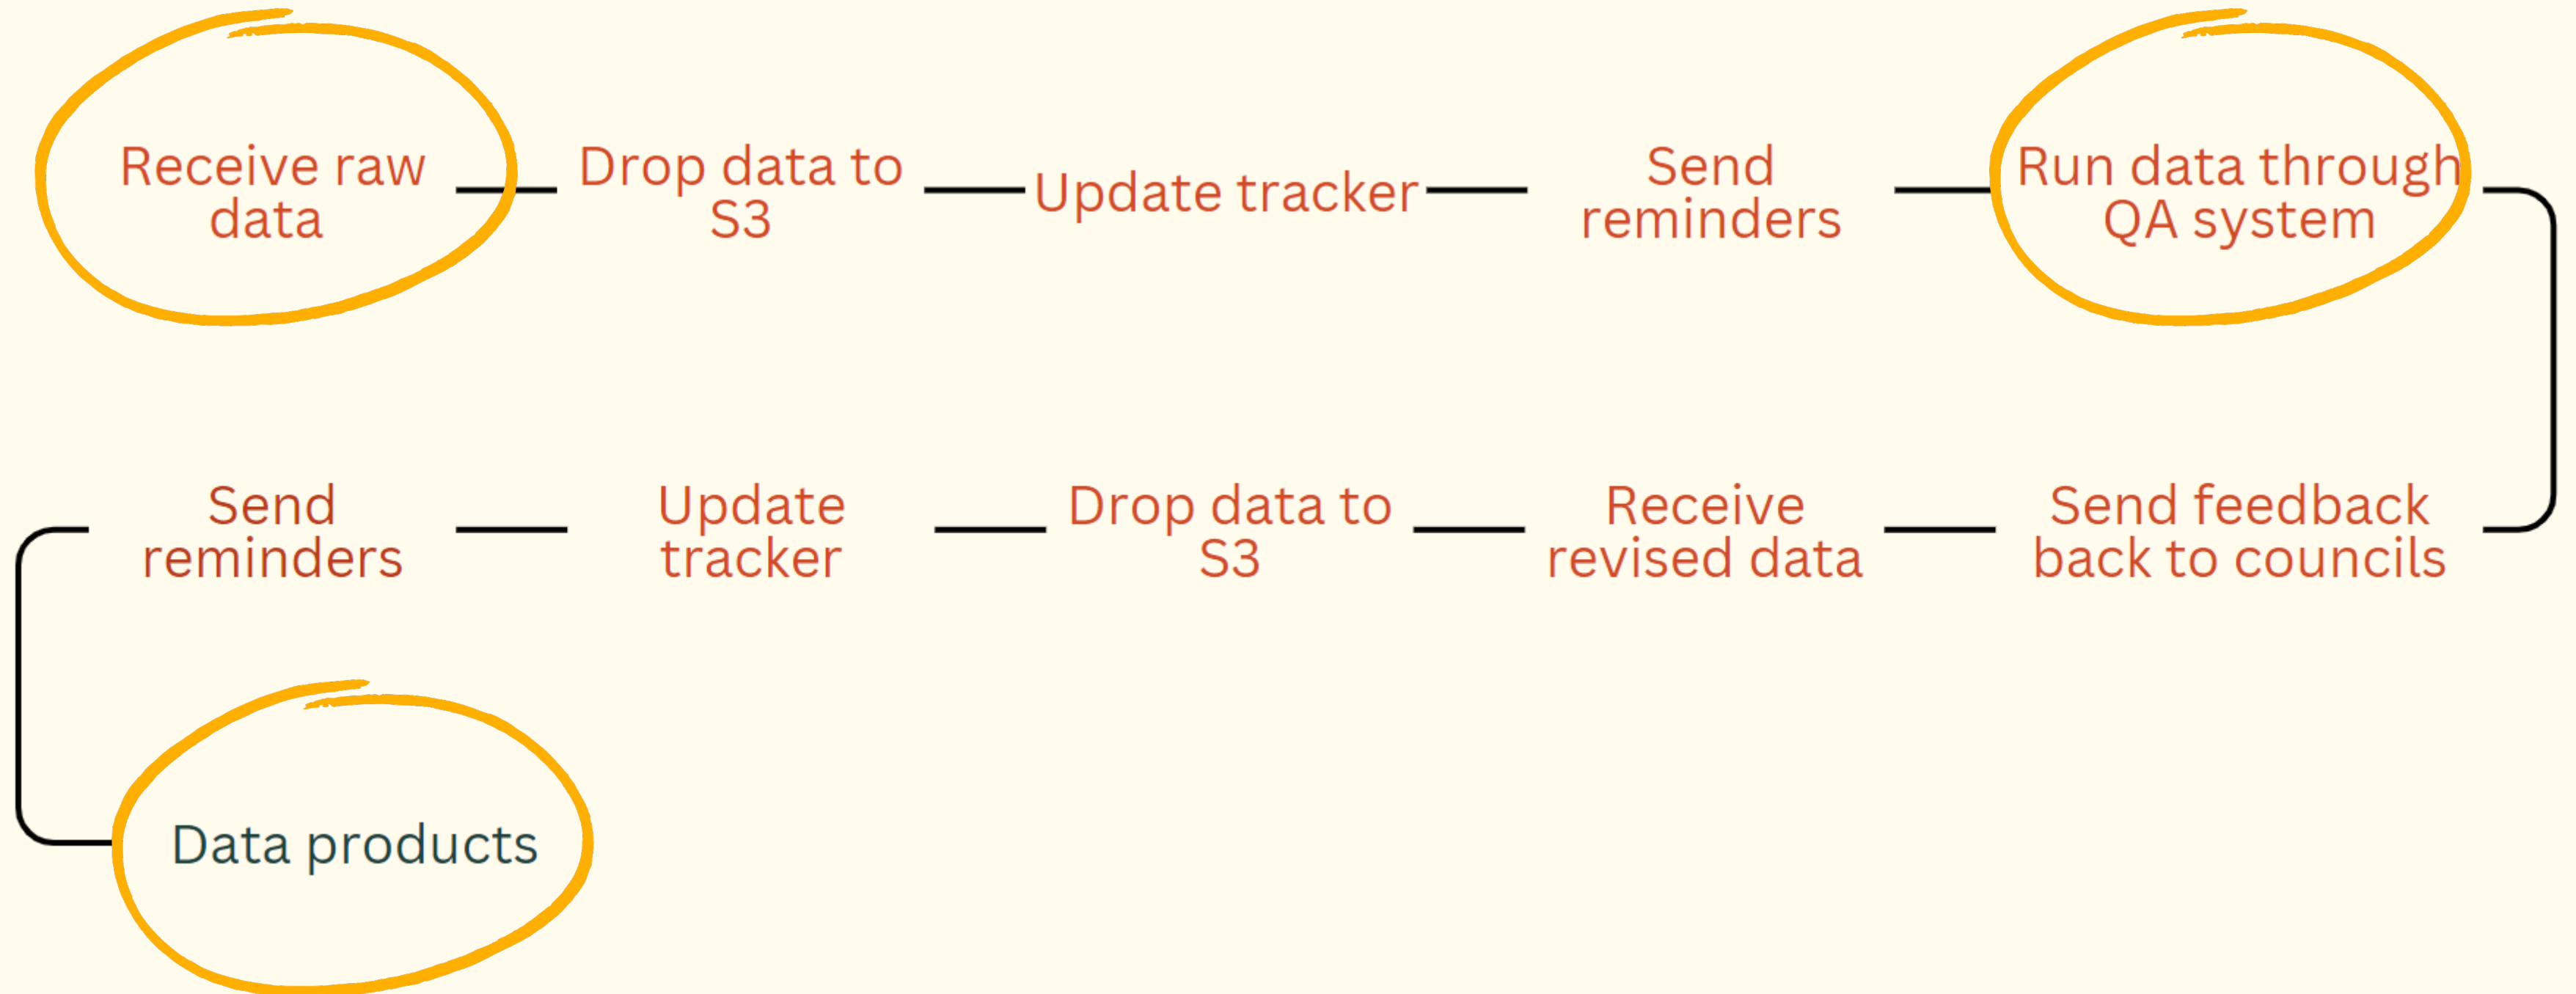 Receive raw
data
Drop data to
S3
Update tracker
Send
reminders
Run data through
QA system
Send feedback
back to councils
Receive
revised data
Drop data to
S3
Update
tracker
Send
reminders
Data products